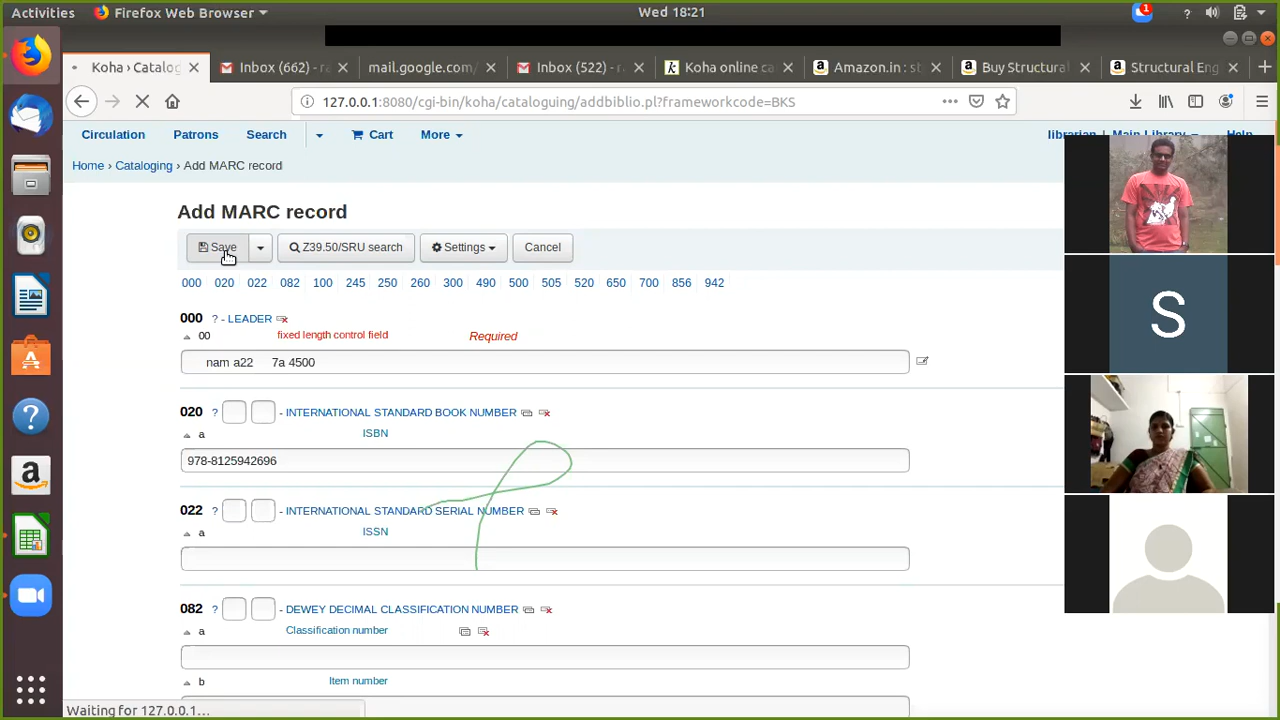 Activities Firefox Web Browser Wed 18:21 1 ?
Koha › Catalog Inbox (662) - ra mail.google.com/ Inbox (522) - ra Koha online ca Amazon.in : st Buy Structural Structural Eng
127.0.0.1:8080/cgi-bin/koha/cataloguing/addbiblio.pl?frameworkcode=BKS
Circulation Patrons Search Cart More librarian | Main Library Help
Home › Cataloging › Add MARC record
Add MARC record
Save Z39.50/SRU search Settings Cancel
000 020 022 082 100 245 250 260 300 490 500 505 520 650 700 856 942
000 ? - LEADER
00 fixed length control field Required
nam a22 7a 4500
020 ? - INTERNATIONAL STANDARD BOOK NUMBER
a ISBN
978-8125942696
022 ? - INTERNATIONAL STANDARD SERIAL NUMBER
a ISSN
082 ? - DEWEY DECIMAL CLASSIFICATION NUMBER
a Classification number
b Item number
Waiting for 127.0.0.1...
S